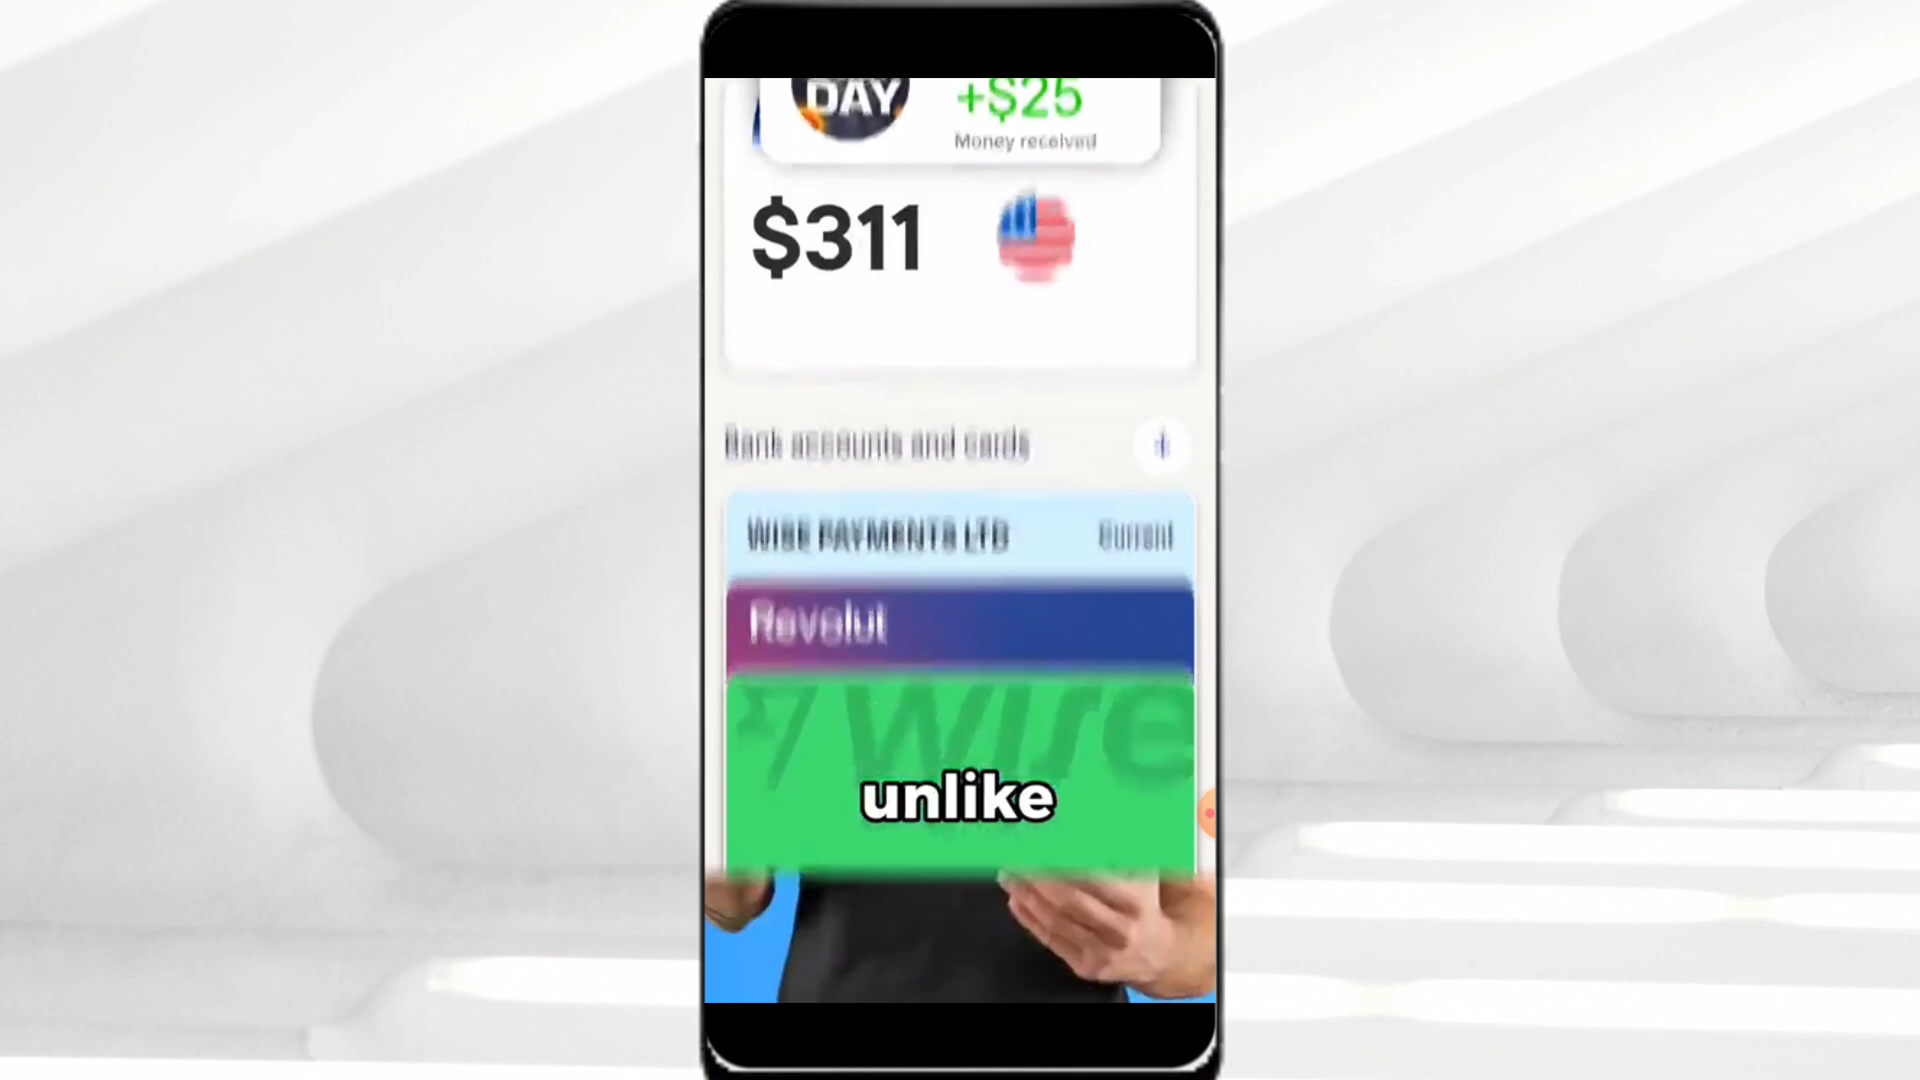 DAY
+$25
Money received
$311
Bank accounts and cards
WISE PAYMENTS LTD
Current
Revolut
wise
unlike